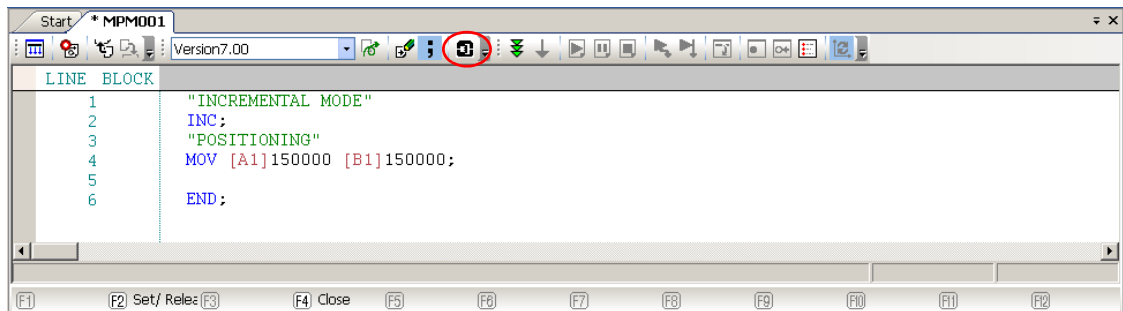 Start * MPM001
Version7.00
LINE BLOCK
1 "INCREMENTAL MODE"
2 INC;
3 "POSITIONING"
4 MOV [A1]150000 [B1]150000;
5
6 END;
F1 F2 Set/ Relea F3 F4 Close F5 F6 F7 F8 F9 F10 F11 F12